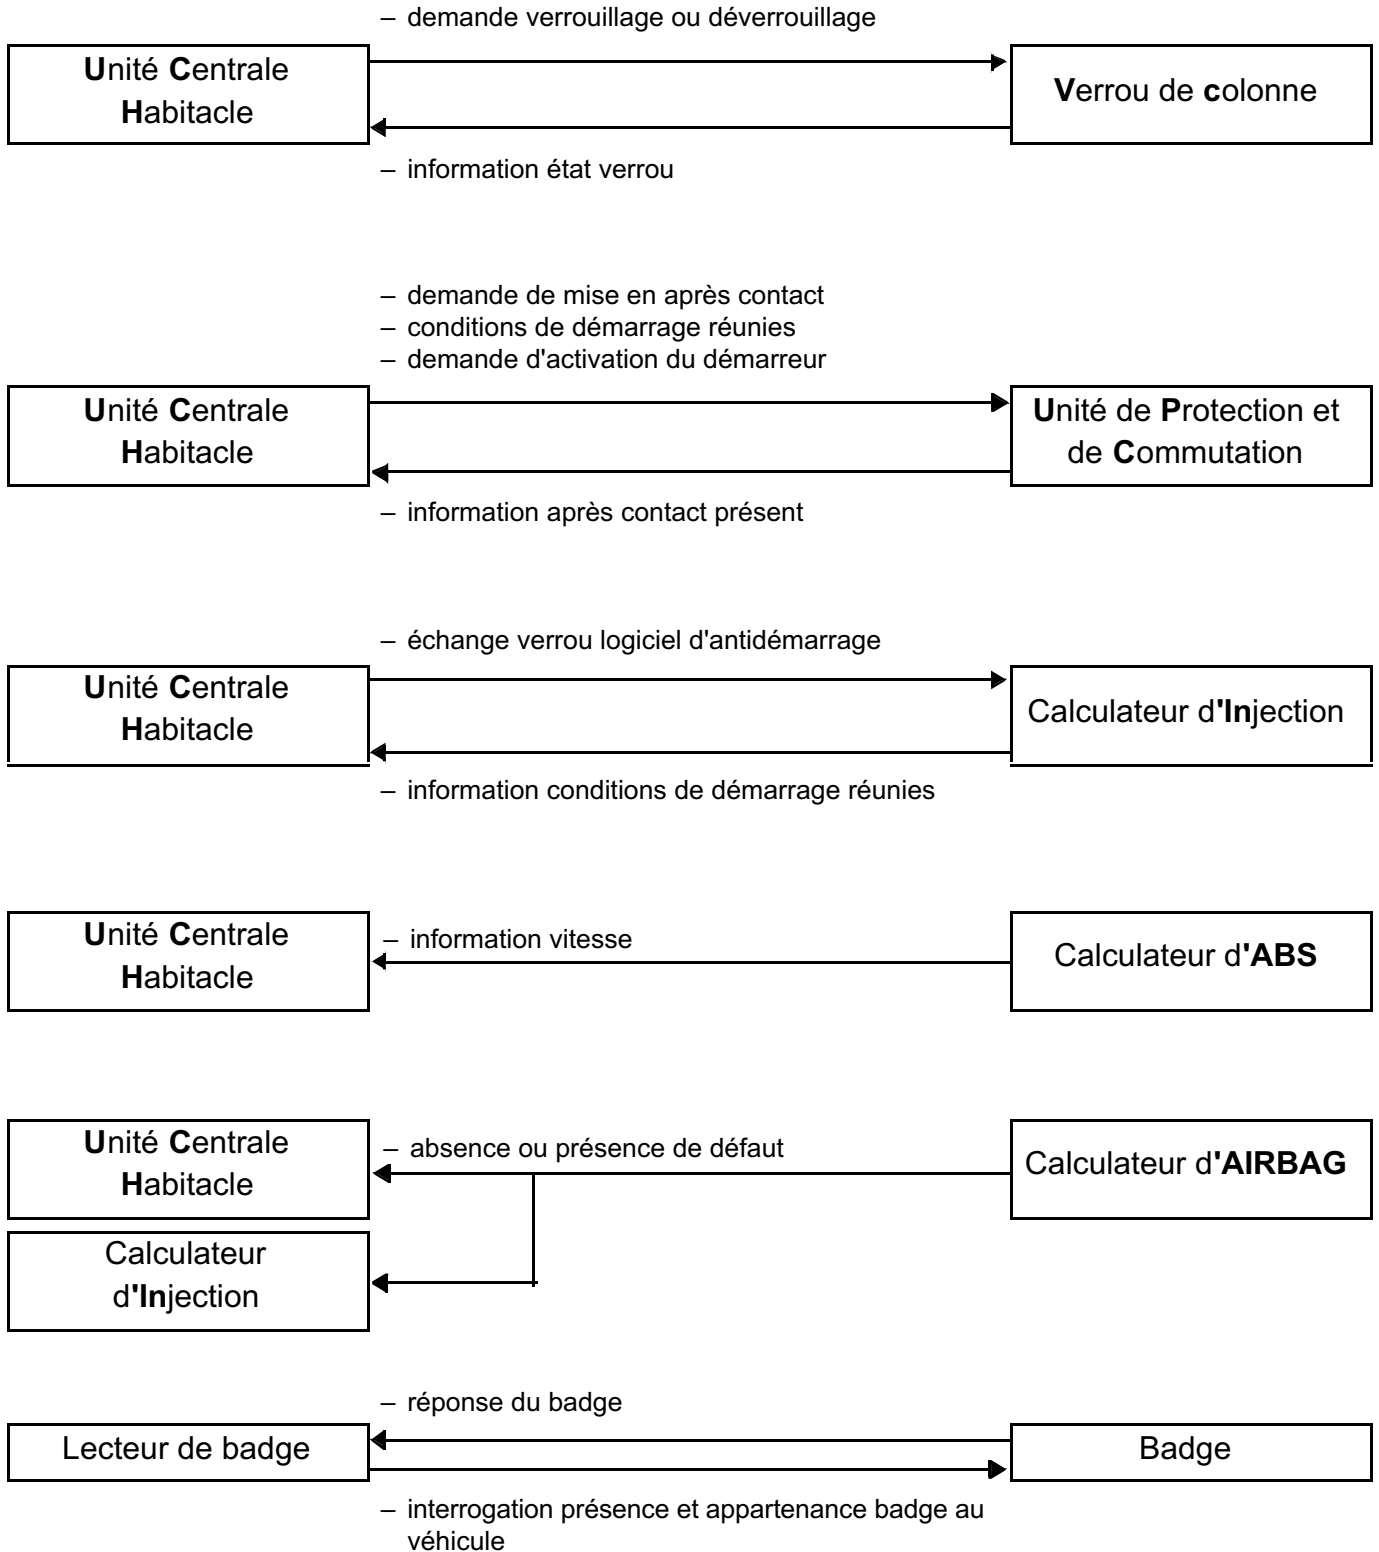 – demande verrouillage ou déverrouillage
Unité Centrale
Habitacle
Verrou de colonne
– information état verrou
– demande de mise en après contact
– conditions de démarrage réunies
– demande d'activation du démarreur
Unité Centrale
Habitacle
Unité de Protection et
de Commutation
– information après contact présent
– échange verrou logiciel d'antidémarrage
Unité Centrale
Habitacle
Calculateur d'Injection
– information conditions de démarrage réunies
Unité Centrale
Habitacle
– information vitesse
Calculateur d'ABS
Unité Centrale
Habitacle
– absence ou présence de défaut
Calculateur d'AIRBAG
Calculateur
d'Injection
– réponse du badge
Lecteur de badge
Badge
– interrogation présence et appartenance badge au
véhicule